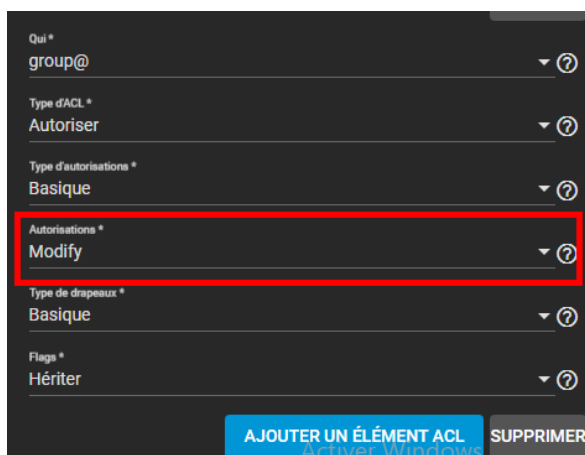 Qui *
group@
Type d'ACL *
Autoriser
Type d'autorisations *
Basique
Autorisations *
Modify
Type de drapeaux *
Basique
Flags *
Hériter
AJOUTER UN ÉLÉMENT ACL SUPPRIMER
Activer Windows